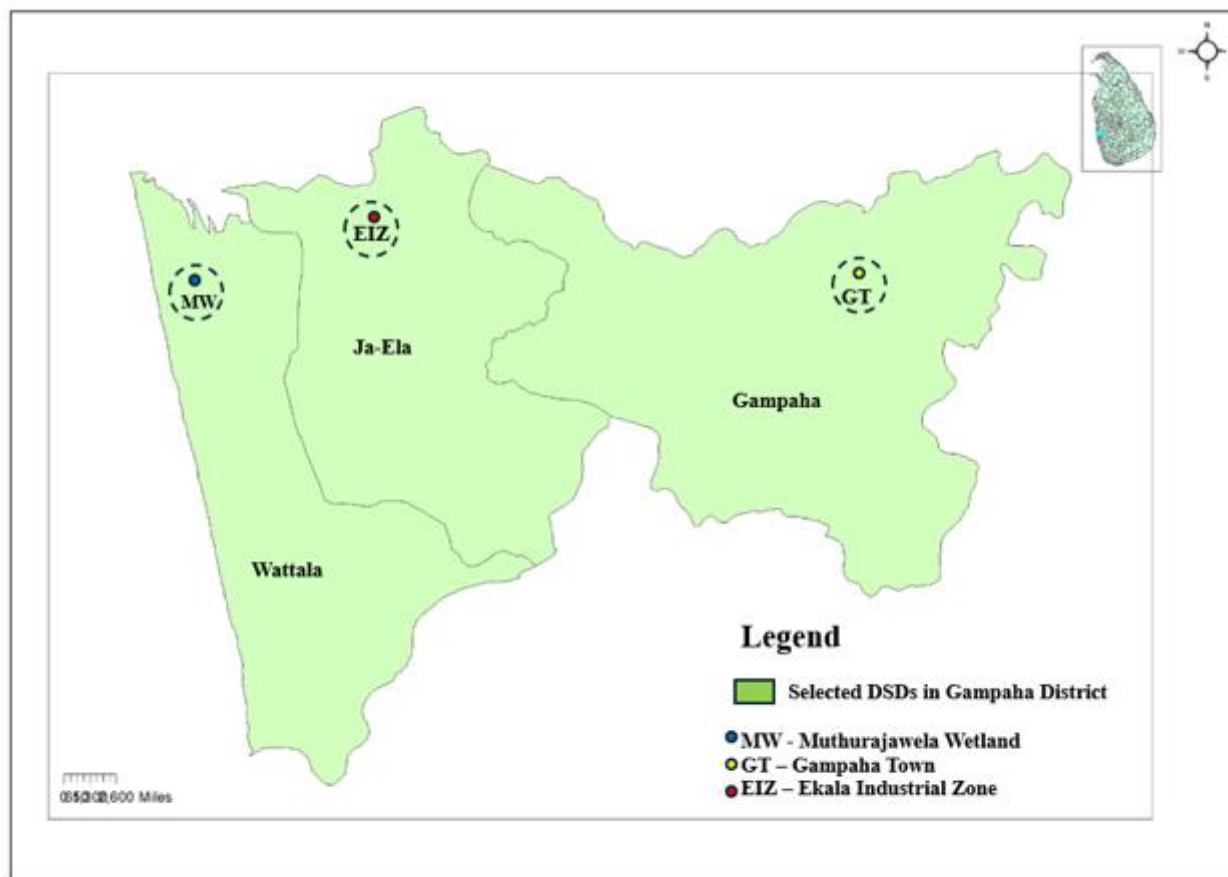 N
W
S
EIZ
MW
GT
Ja-Ela
Gampaha
Wattala
Legend
Selected DSDs in Gampaha District
MW - Muthurajawela Wetland
GT – Gampaha Town
EIZ – Ekala Industrial Zone
Miles